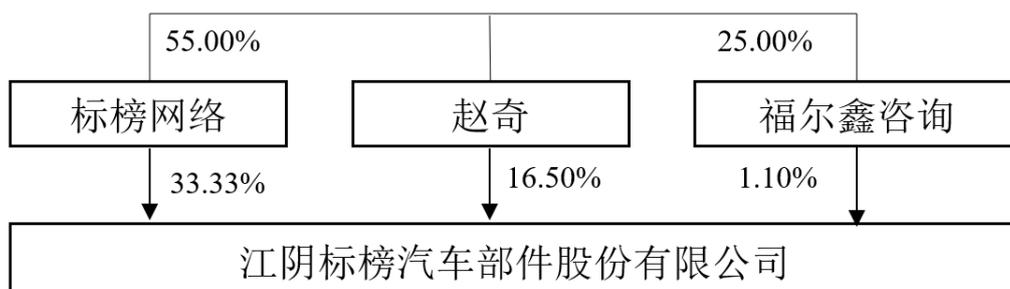 55.00% 25.00%
标榜网络 赵奇 福尔鑫咨询
33.33% 16.50% 1.10%
江阴标榜汽车部件股份有限公司